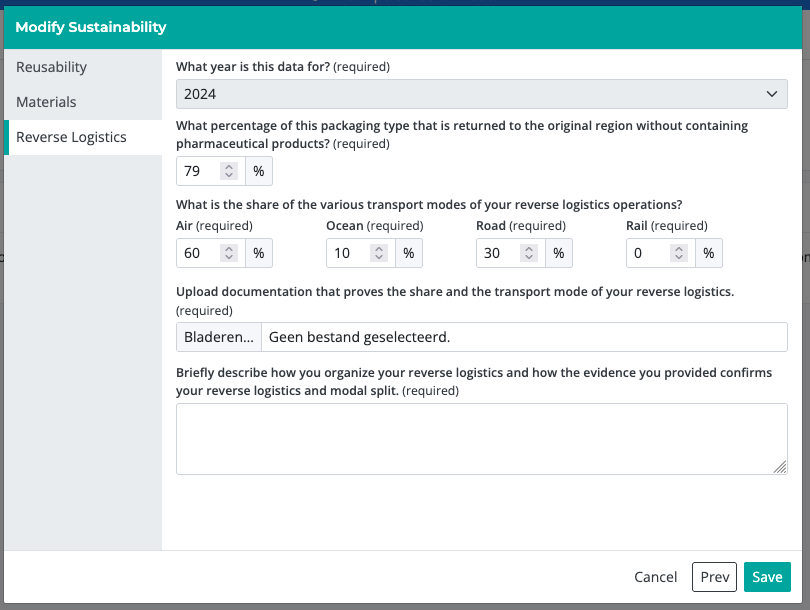 Modify Sustainability
Reusability
Materials
Reverse Logistics
What year is this data for? (required)
2024
What percentage of this packaging type that is returned to the original region without containing
pharmaceutical products? (required)
79 %
What is the share of the various transport modes of your reverse logistics operations?
Air (required) Ocean (required) Road (required) Rail (required)
60 % 10 % 30 % 0 %
Upload documentation that proves the share and the transport mode of your reverse logistics.
(required)
Bladeren... Geen bestand geselecteerd.
Briefly describe how you organize your reverse logistics and how the evidence you provided confirms
your reverse logistics and modal split. (required)
Cancel Prev Save